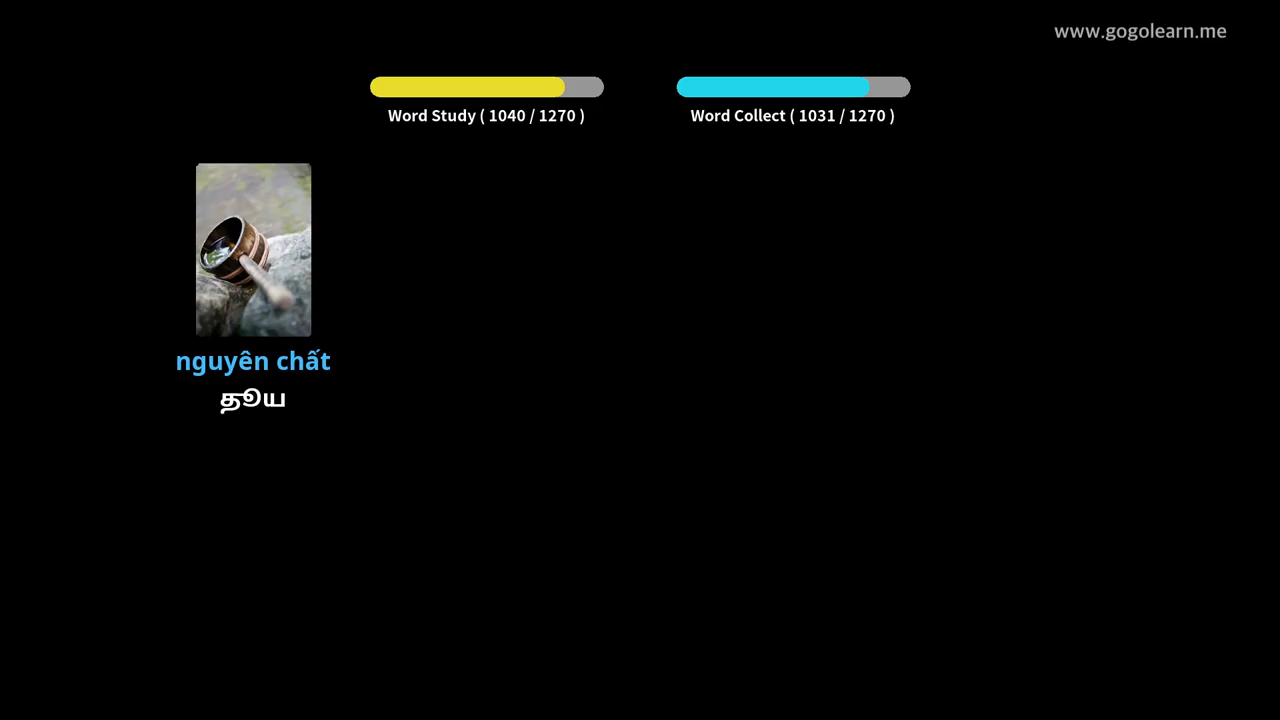 www.gogolearn.me
Word Study ( 1040 / 1270 )
Word Collect ( 1031 / 1270 )
nguyên chất
தூய